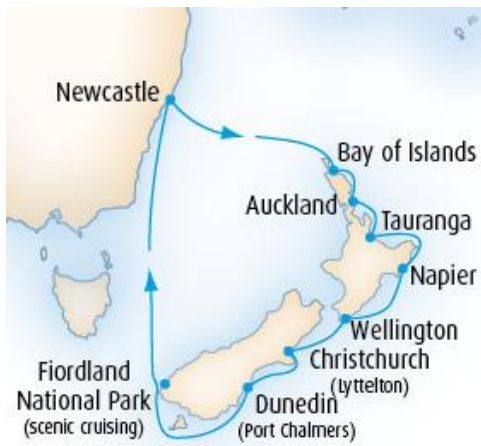 Newcastle
Bay of Islands
Auckland
Tauranga
Napier
Wellington
Christchurch
(Lyttelton)
Fiordland
National Park
(scenic cruising)
Dunedin
(Port Chalmers)